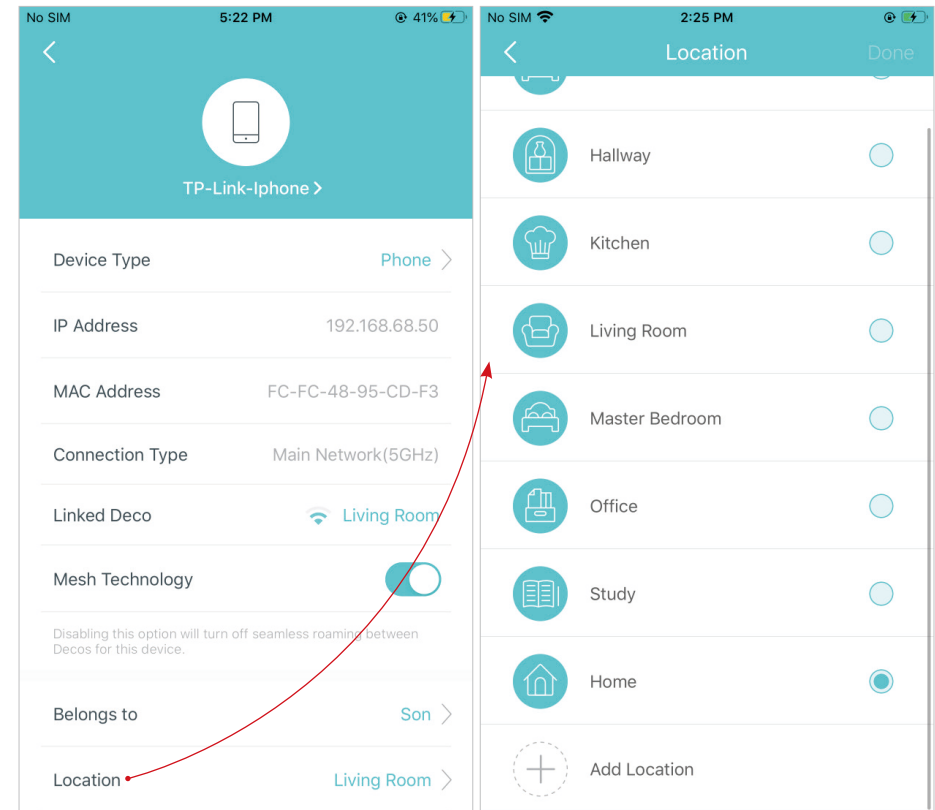 No SIM 5:22 PM 41%
TP-Link-Iphone
Device Type Phone
IP Address 192.168.68.50
MAC Address FC-FC-48-95-CD-F3
Connection Type Main Network(5GHz)
Linked Deco Living Room
Mesh Technology
Disabling this option will turn off seamless roaming between
Decos for this device.
Belongs to Son
Location Living Room
No SIM 2:25 PM
Location Done
Hallway
Kitchen
Living Room
Master Bedroom
Office
Study
Home
Add Location